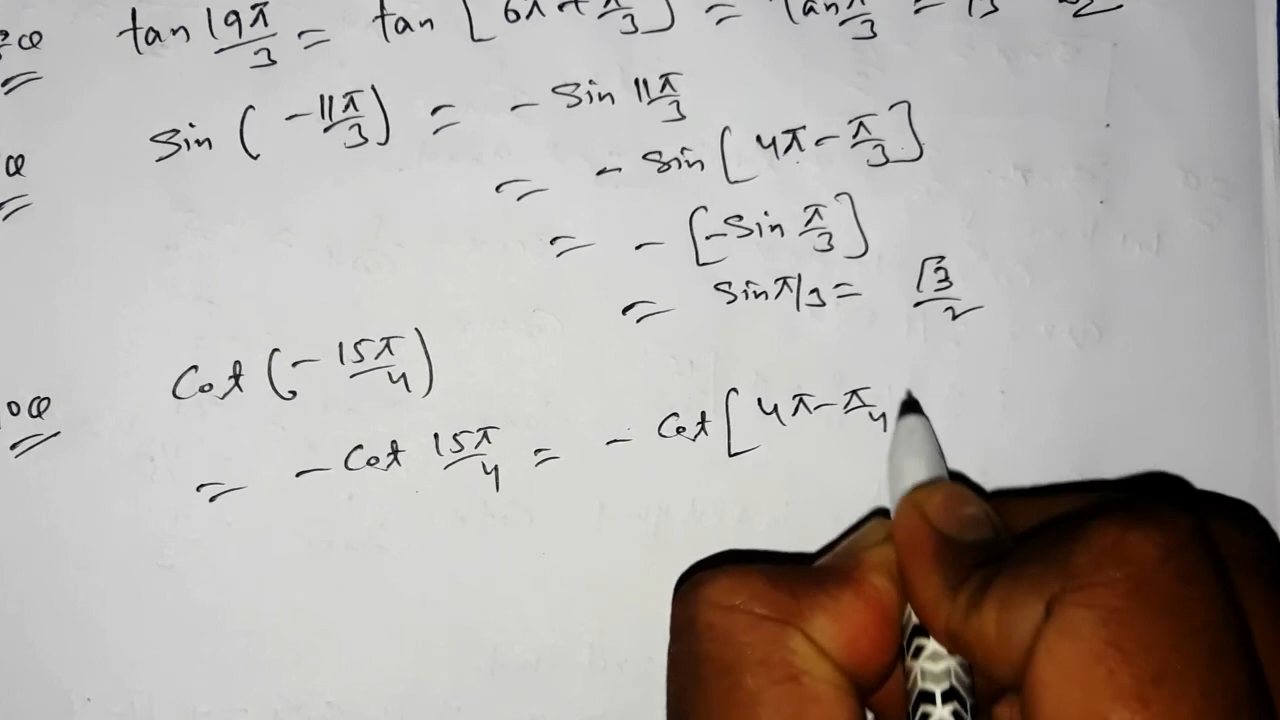 tan 19π/3 = tan [6π + π/3] = tan π/3 = √3
sin (-11π/3) = - sin 11π/3
= - sin [4π - π/3]
= - [-sin π/3]
= sin π/3 = √3/2
cot (-15π/4)
= - cot 15π/4 = - cot [4π - π/4